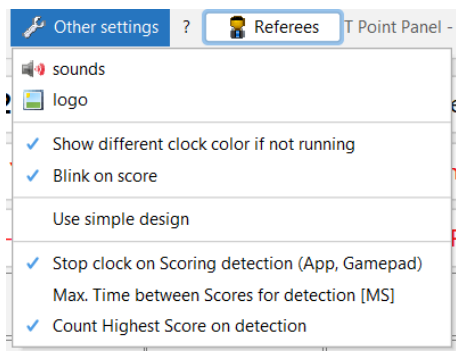 Other settings ? Referees T Point Panel -
sounds
logo
Show different clock color if not running
Blink on score
Use simple design
Stop clock on Scoring detection (App, Gamepad)
Max. Time between Scores for detection [MS]
Count Highest Score on detection